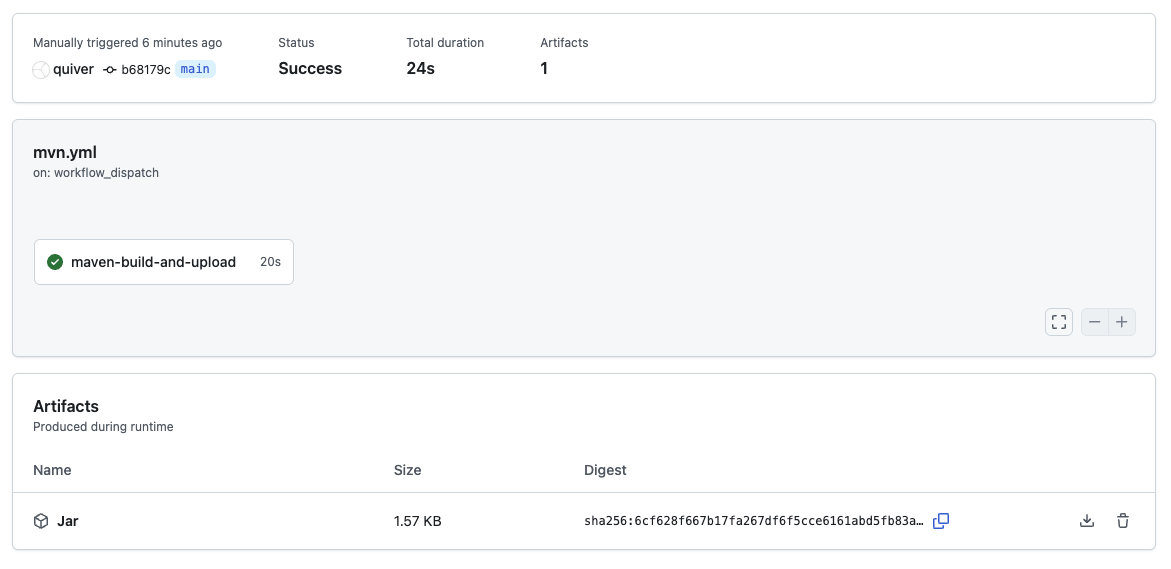 Manually triggered 6 minutes ago Status Total duration Artifacts
quiver b68179c main Success 24s 1
mvn.yml
on: workflow_dispatch
maven-build-and-upload 20s
Artifacts
Produced during runtime
Name Size Digest
Jar 1.57 KB sha256:6cf628f667b17fa267df6f5cce6161abd5fb83a…